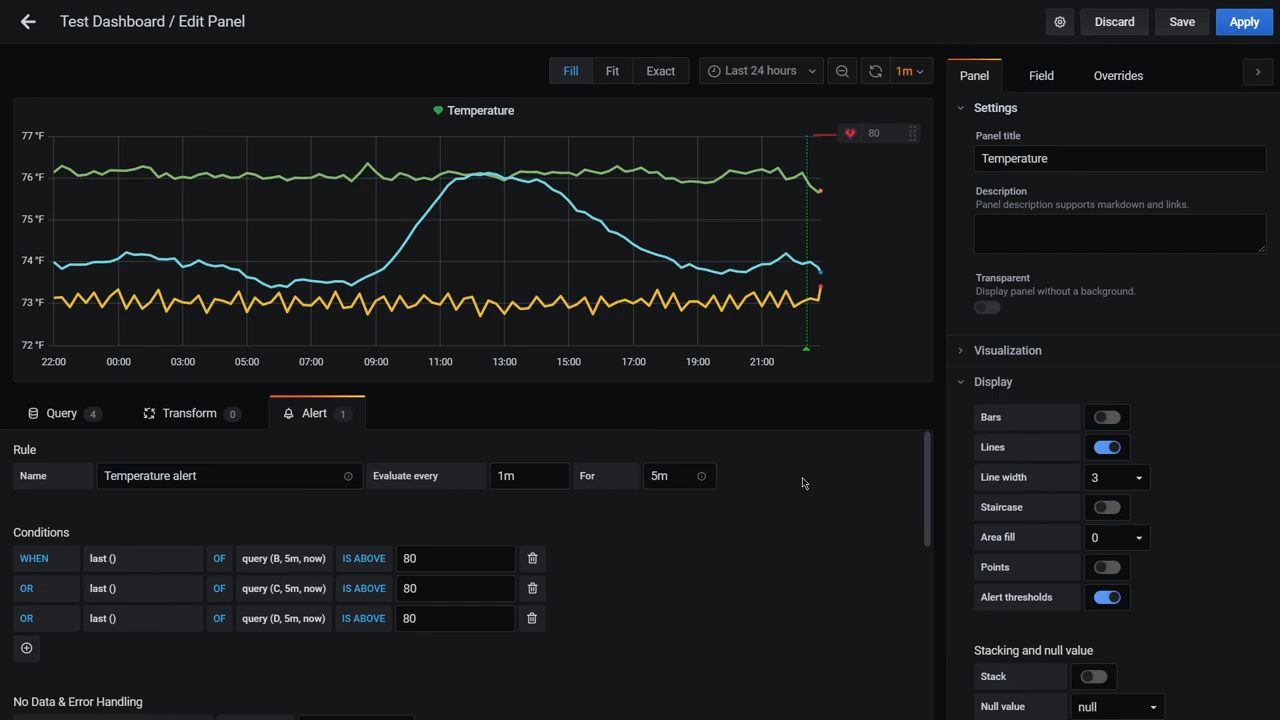 Test Dashboard / Edit Panel
Discard
Save
Apply
Fill
Fit
Exact
Last 24 hours
1m
Temperature
77 °F
76 °F
75 °F
74 °F
73 °F
72 °F
80
22:00
00:00
03:00
05:00
07:00
09:00
11:00
13:00
15:00
17:00
19:00
21:00
Query 4
Transform 0
Alert 1
Rule
Name
Temperature alert
Evaluate every
1m
For
5m
Conditions
WHEN last () OF query (B, 5m, now) IS ABOVE 80
OR last () OF query (C, 5m, now) IS ABOVE 80
OR last () OF query (D, 5m, now) IS ABOVE 80
No Data & Error Handling
Panel
Field
Overrides
Settings
Panel title
Temperature
Description
Panel description supports markdown and links.
Transparent
Display panel without a background.
Visualization
Display
Bars
Lines
Line width 3
Staircase
Area fill 0
Points
Alert thresholds
Stacking and null value
Stack
Null value null